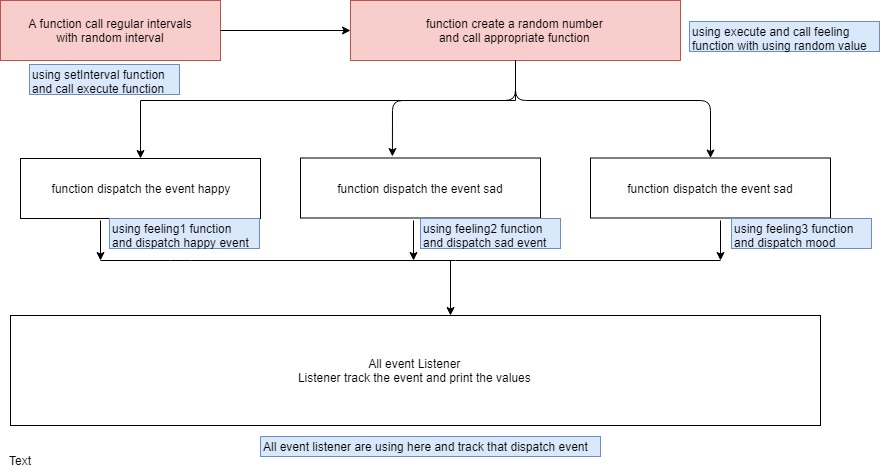 A function call regular intervals
with random interval
function create a random number
and call appropriate function
using execute and call feeling
function with using random value
using setInterval function
and call execute function
function dispatch the event happy
function dispatch the event sad
function dispatch the event sad
using feeling1 function
and dispatch happy event
using feeling2 function
and dispatch sad event
using feeling3 function
and dispatch mood
All event Listener
Listener track the event and print the values
All event listener are using here and track that dispatch event
Text